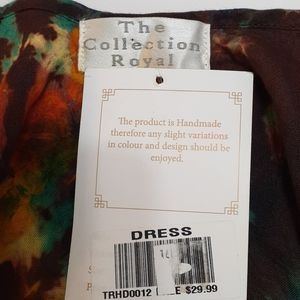 The
Collection
Royal
The product is Handmade
therefore any slight variations
in colour and design should be
enjoyed.
DRESS
TRHD0012
$29.99